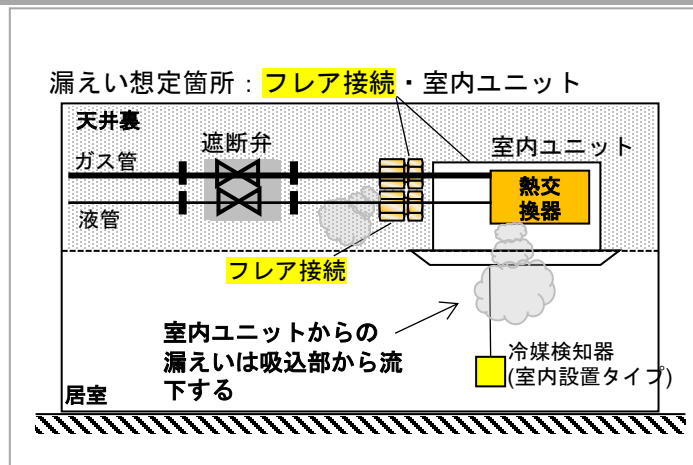 漏えい想定箇所：フレア接続・室内ユニット
天井裏
遮断弁
室内ユニット
ガス管
熱交
換器
液管
フレア接続
室内ユニットからの
漏えいは吸込部から流
下する
冷媒検知器
(室内設置タイプ)
居室